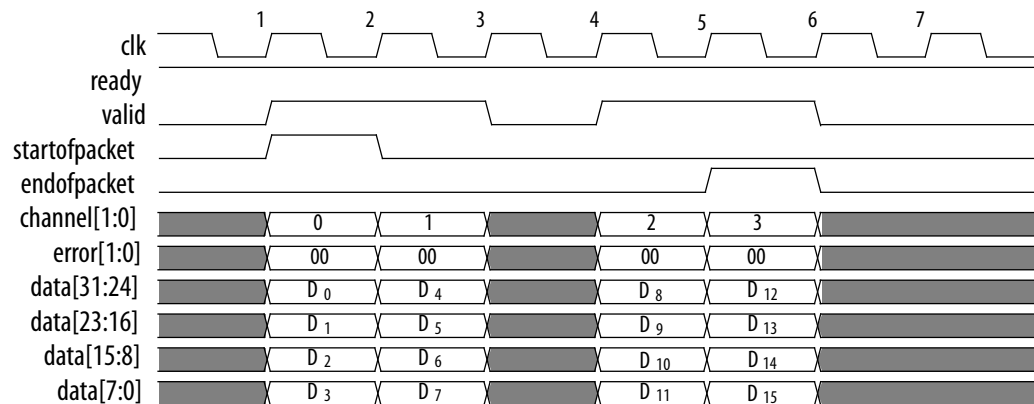 1 2 3 4 5 6 7
clk
ready
valid
startofpacket
endofpacket
channel[1:0] 0 1 2 3
error[1:0] 00 00 00 00
data[31:24] D 0 D 4 D 8 D 12
data[23:16] D 1 D 5 D 9 D 13
data[15:8] D 2 D 6 D 10 D 14
data[7:0] D 3 D 7 D 11 D 15